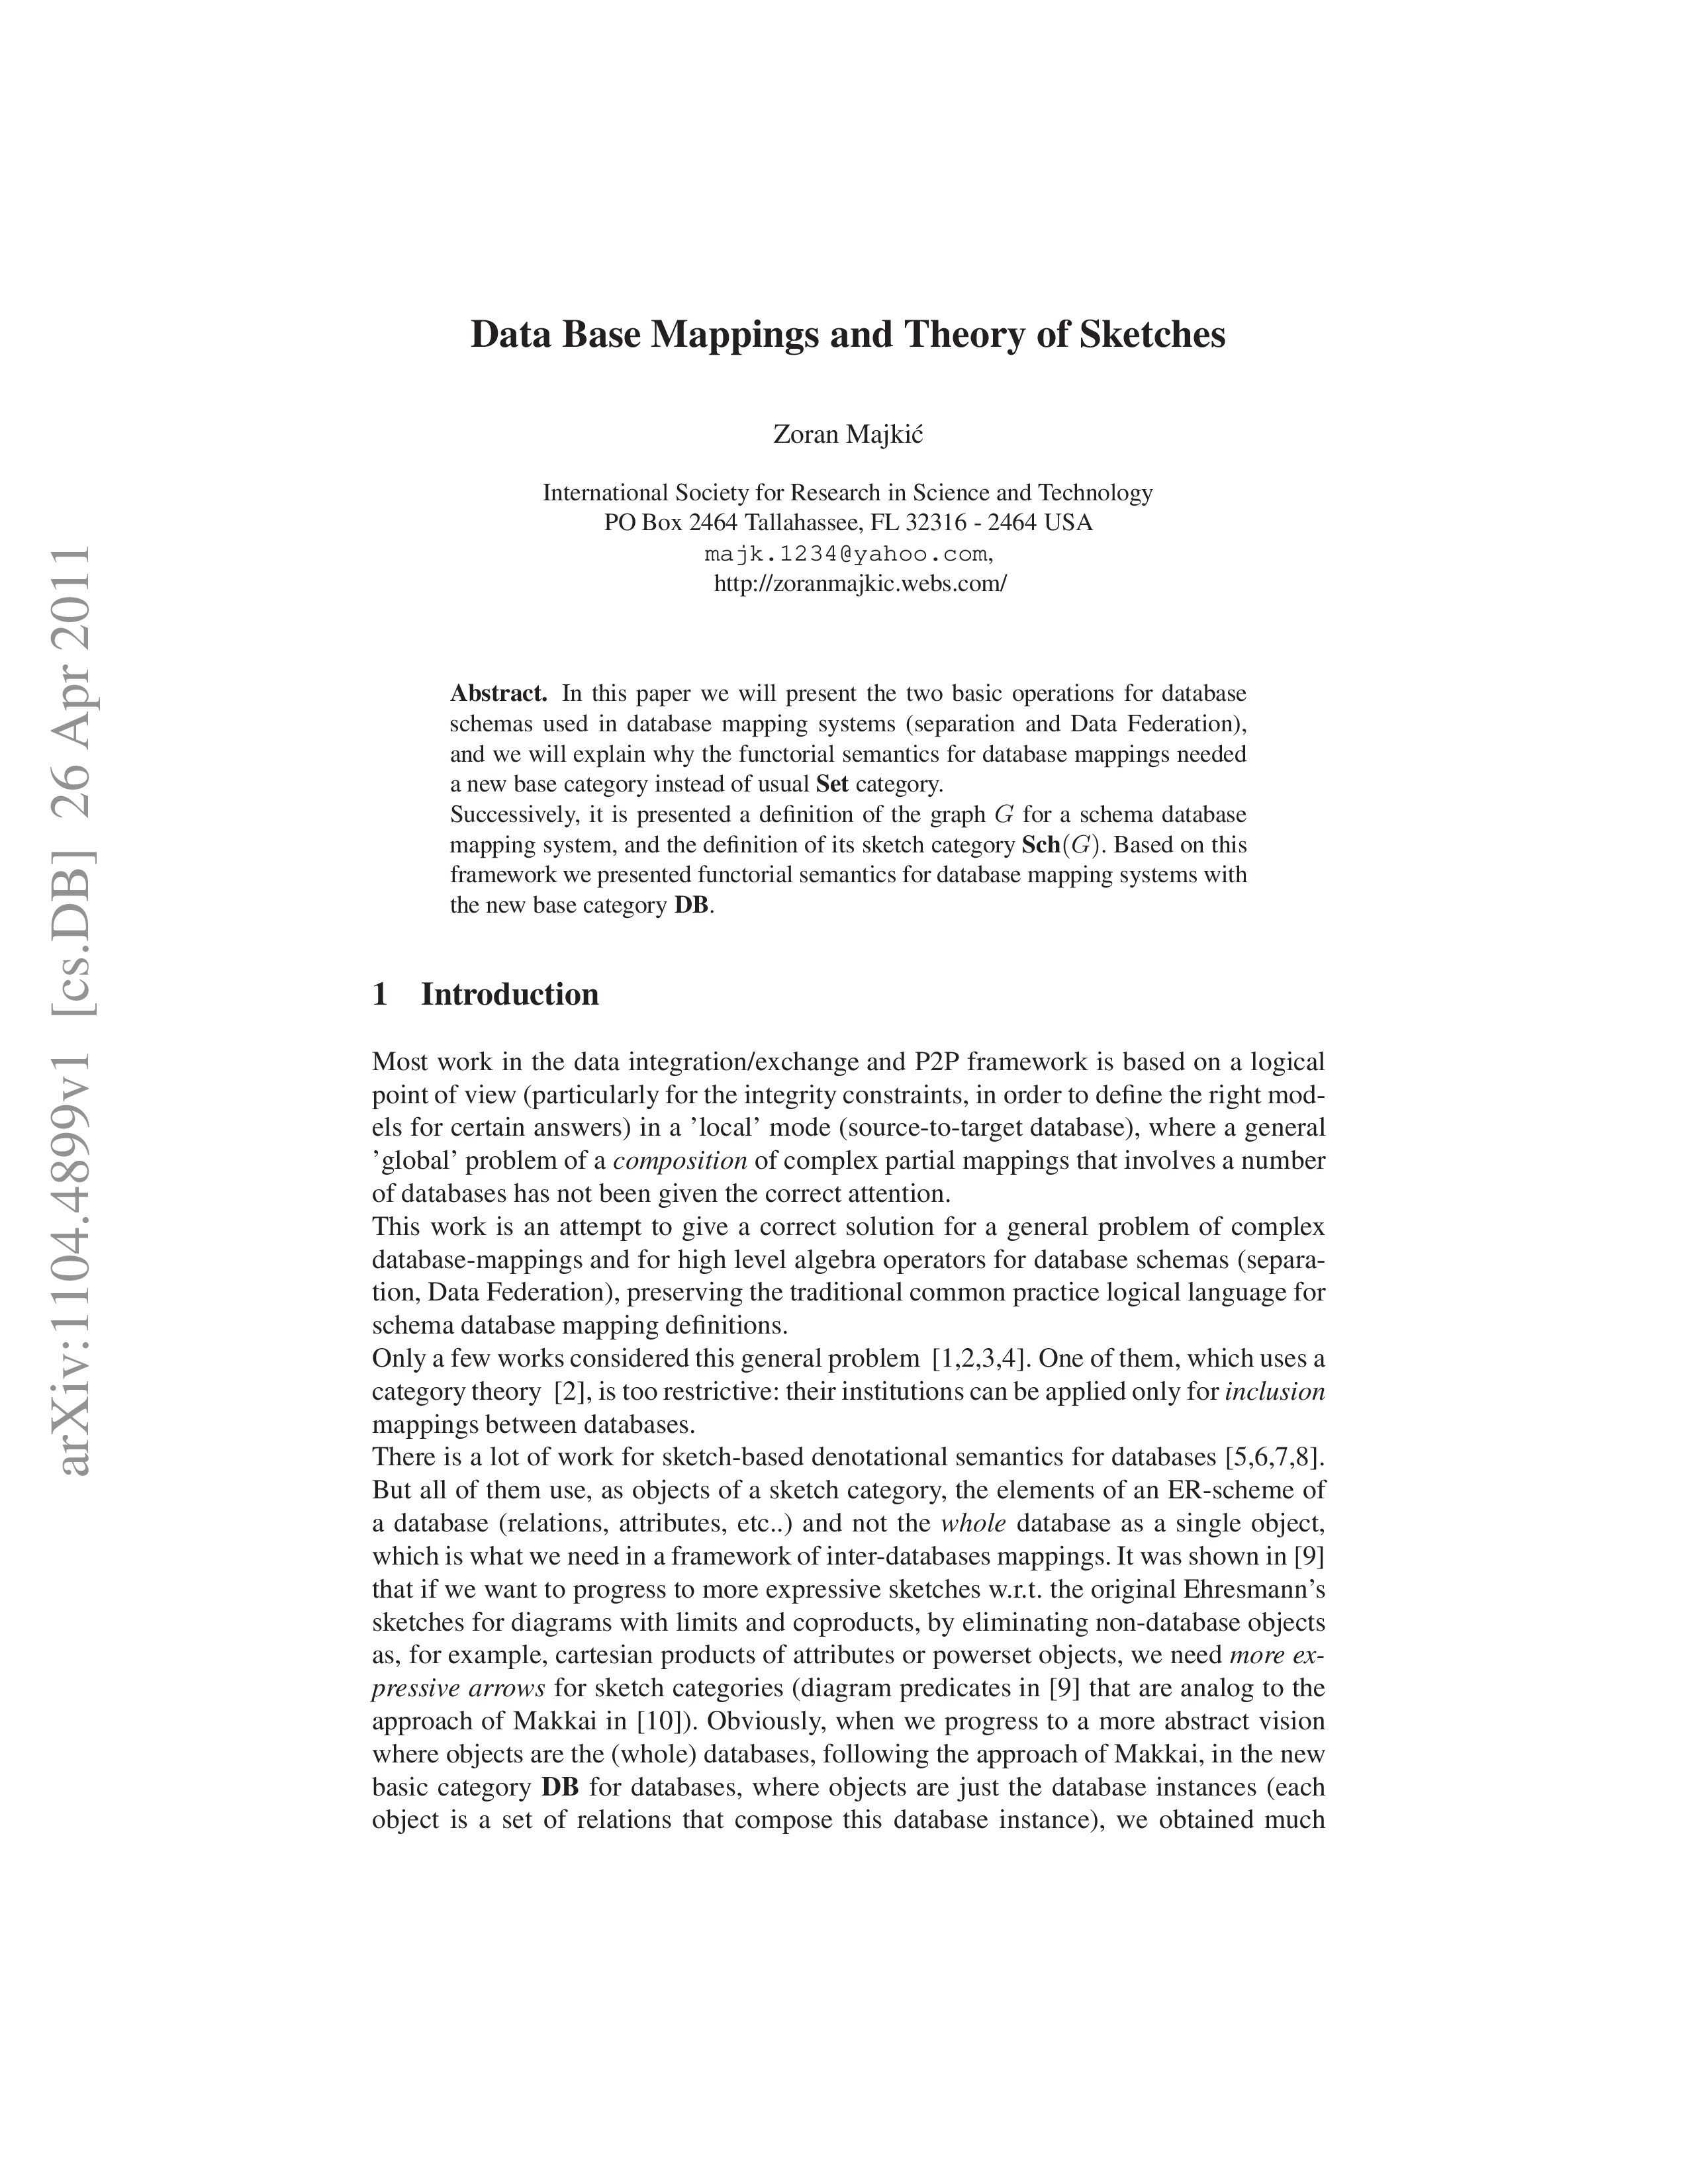 Data Base Mappings and Theory of Sketches
Zoran Majkić
International Society for Research in Science and Technology
PO Box 2464 Tallahassee, FL 32316 - 2464 USA
majk.1234@yahoo.com,
http://zoranmajkic.webs.com/
arXiv:1104.4899v1 [cs.DB] 26 Apr 2011
Abstract. In this paper we will present the two basic operations for database
schemas used in database mapping systems (separation and Data Federation),
and we will explain why the functorial semantics for database mappings needed
a new base category instead of usual Set category.
Successively, it is presented a definition of the graph G for a schema database
mapping system, and the definition of its sketch category Sch(G). Based on this
framework we presented functorial semantics for database mapping systems with
the new base category DB.
1 Introduction
Most work in the data integration/exchange and P2P framework is based on a logical
point of view (particularly for the integrity constraints, in order to define the right mod-
els for certain answers) in a 'local' mode (source-to-target database), where a general
'global' problem of a composition of complex partial mappings that involves a number
of databases has not been given the correct attention.
This work is an attempt to give a correct solution for a general problem of complex
database-mappings and for high level algebra operators for database schemas (separa-
tion, Data Federation), preserving the traditional common practice logical language for
schema database mapping definitions.
Only a few works considered this general problem [1,2,3,4]. One of them, which uses a
category theory [2], is too restrictive: their institutions can be applied only for inclusion
mappings between databases.
There is a lot of work for sketch-based denotational semantics for databases [5,6,7,8].
But all of them use, as objects of a sketch category, the elements of an ER-scheme of
a database (relations, attributes, etc..) and not the whole database as a single object,
which is what we need in a framework of inter-databases mappings. It was shown in [9]
that if we want to progress to more expressive sketches w.r.t. the original Ehresmann's
sketches for diagrams with limits and coproducts, by eliminating non-database objects
as, for example, cartesian products of attributes or powerset objects, we need more ex-
pressive arrows for sketch categories (diagram predicates in [9] that are analog to the
approach of Makkai in [10]). Obviously, when we progress to a more abstract vision
where objects are the (whole) databases, following the approach of Makkai, in the new
basic category DB for databases, where objects are just the database instances (each
object is a set of relations that compose this database instance), we obtained much